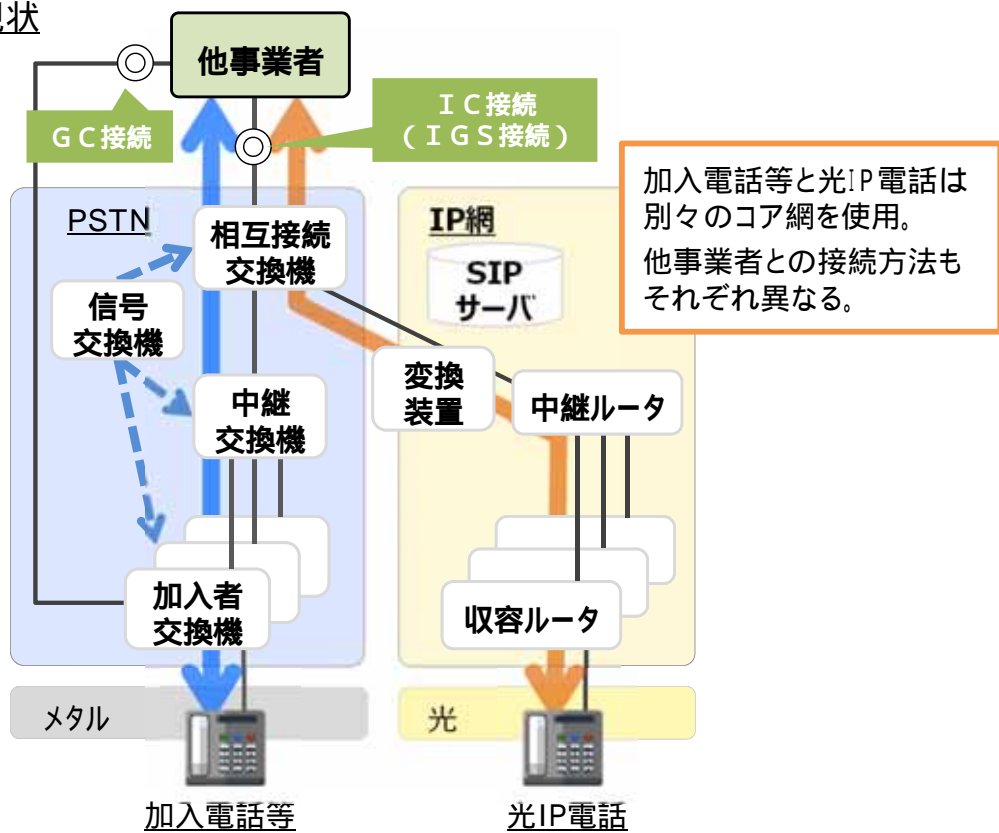 現状
他事業者
GC接続
IC接続
(IGS接続)
加入電話等と光IP電話は
別々のコア網を使用。
他事業者との接続方法も
それぞれ異なる。
PSTN
相互接続
交換機
信号
交換機
中継
交換機
加入者
交換機
IP網
SIP
サーバ
変換
装置
中継ルータ
収容ルータ
メタル
光
加入電話等
光IP電話